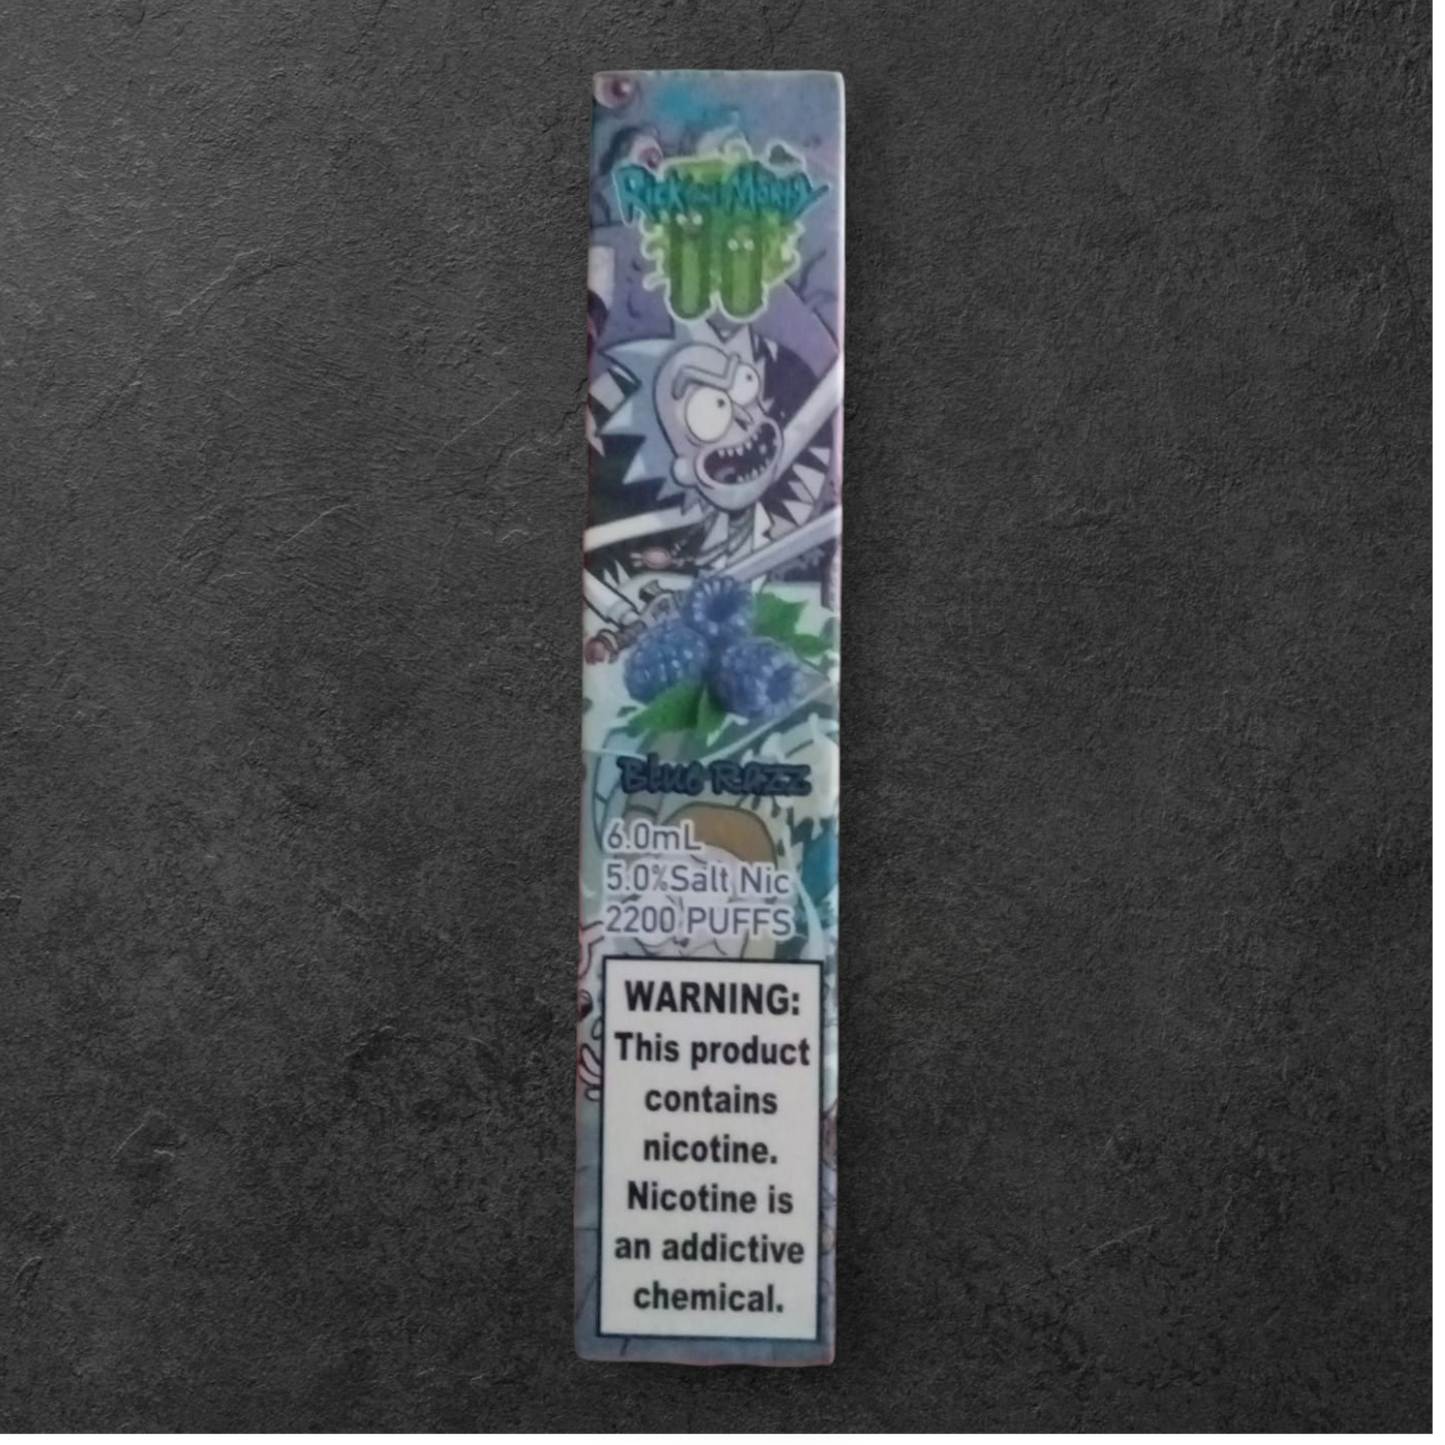 Rick and Morty
Blue Razz
6.0mL
5.0%Salt Nic
2200 PUFFS
WARNING:
This product
contains
nicotine.
Nicotine is
an addictive
chemical.